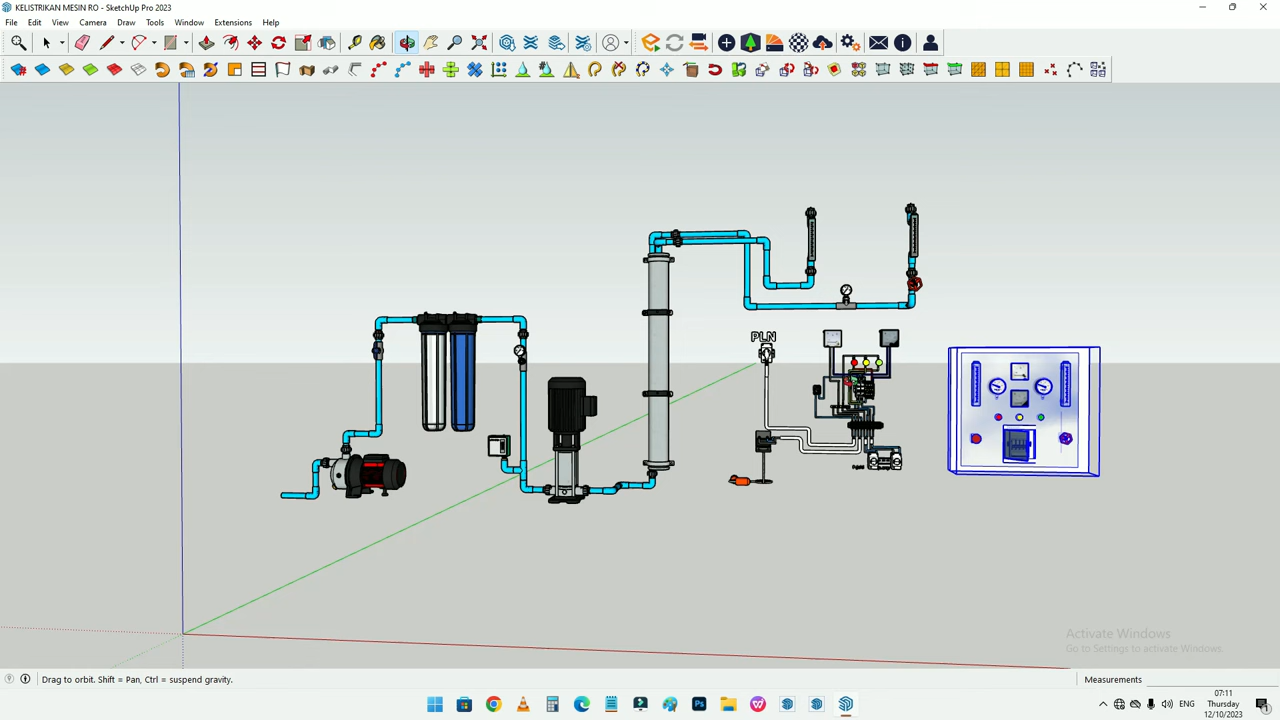 KELISTRIKAN MESIN RO - SketchUp Pro 2023
File Edit View Camera Draw Tools Window Extensions Help
PLN
Activate Windows
Go to Settings to activate Windows.
Drag to orbit. Shift = Pan, Ctrl = suspend gravity.
Measurements
ENG
07:11
Thursday
12/10/2023